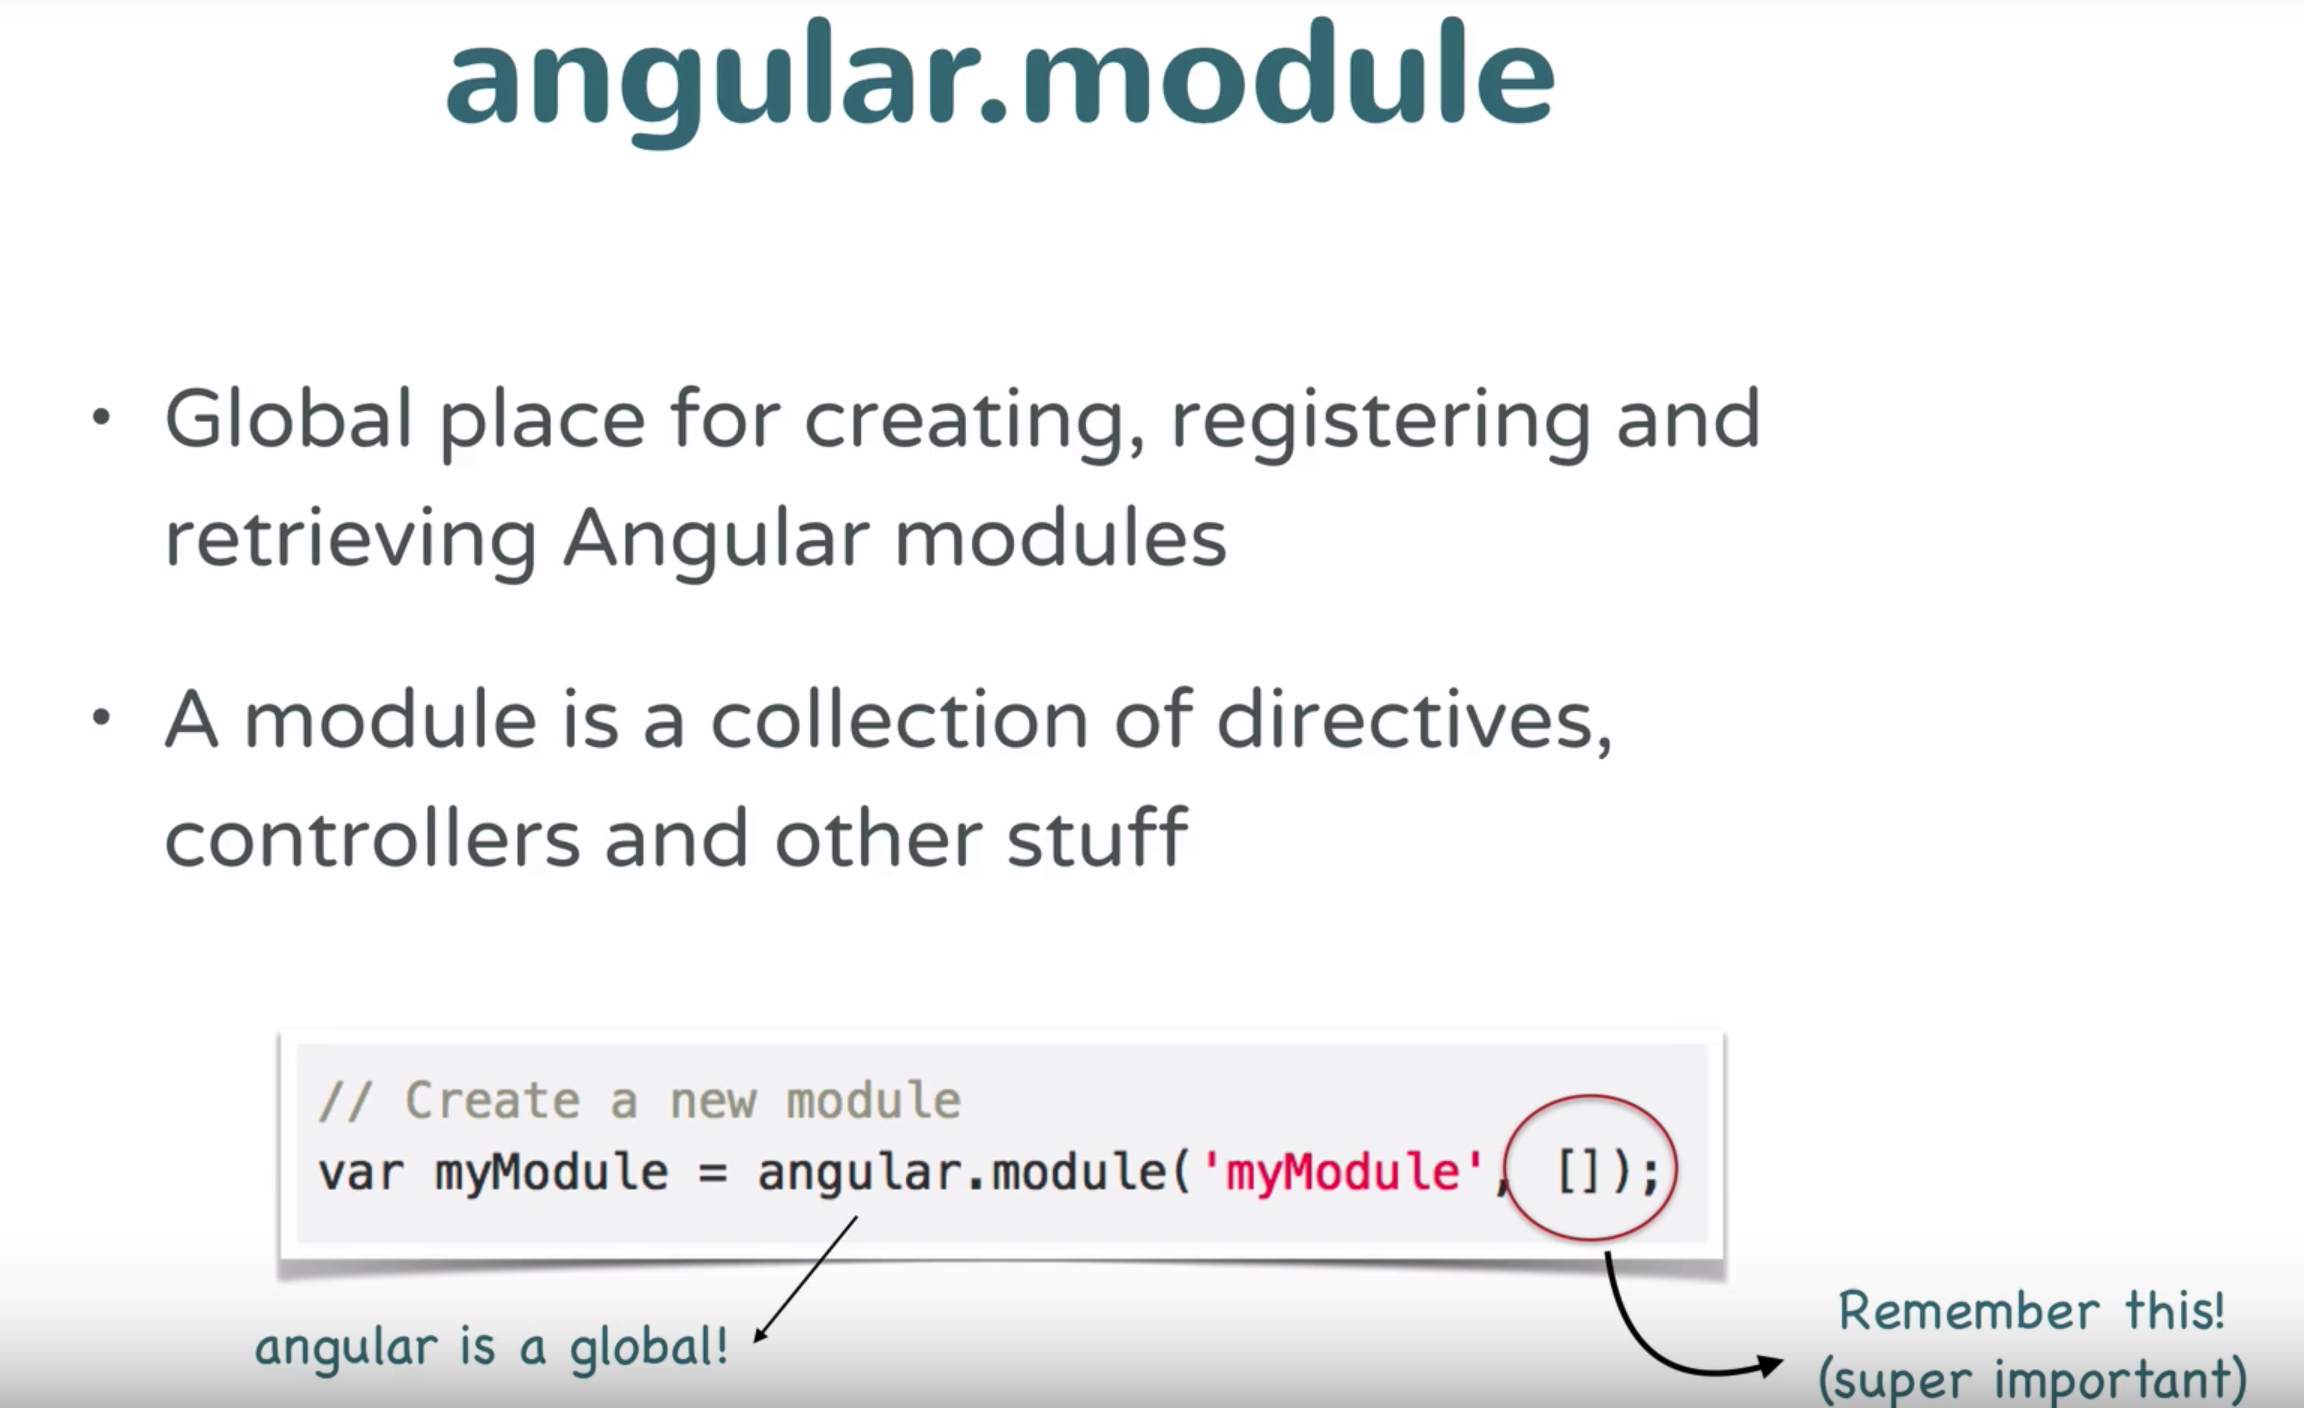 angular.module
• Global place for creating, registering and
retrieving Angular modules
• A module is a collection of directives,
controllers and other stuff
// Create a new module
var myModule = angular.module('myModule', []);
angular is a global!
Remember this!
(super important)